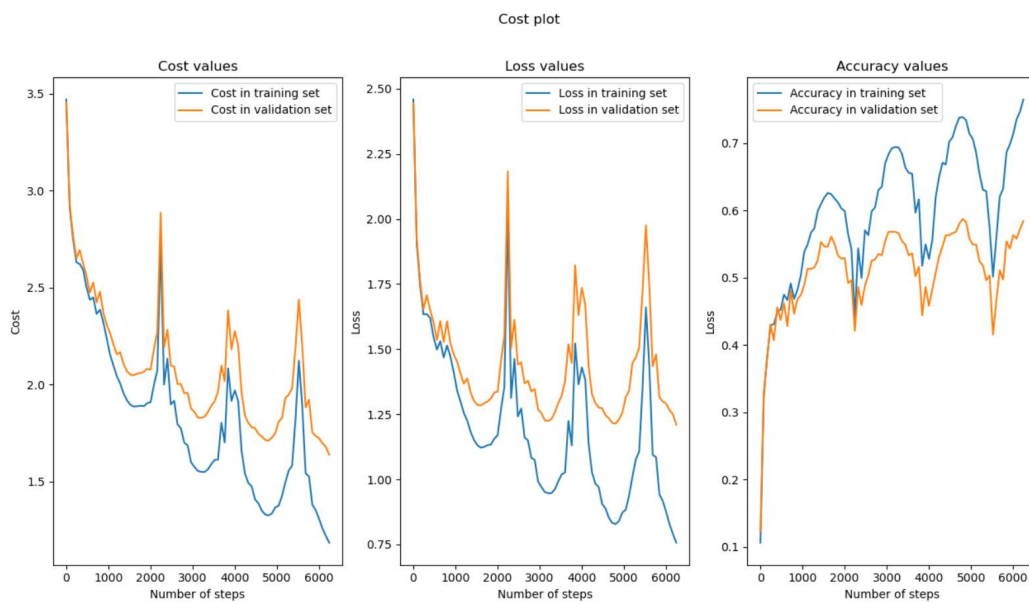 Cost plot
Cost values
Cost in training set
Cost in validation set
3.5
3.0
2.5
2.0
1.5
Cost
0 1000 2000 3000 4000 5000 6000
Number of steps
Loss values
Loss in training set
Loss in validation set
2.50
2.25
2.00
1.75
1.50
1.25
1.00
0.75
Loss
0 1000 2000 3000 4000 5000 6000
Number of steps
Accuracy values
Accuracy in training set
Accuracy in validation set
0.7
0.6
0.5
0.4
0.3
0.2
0.1
Loss
0 1000 2000 3000 4000 5000 6000
Number of steps